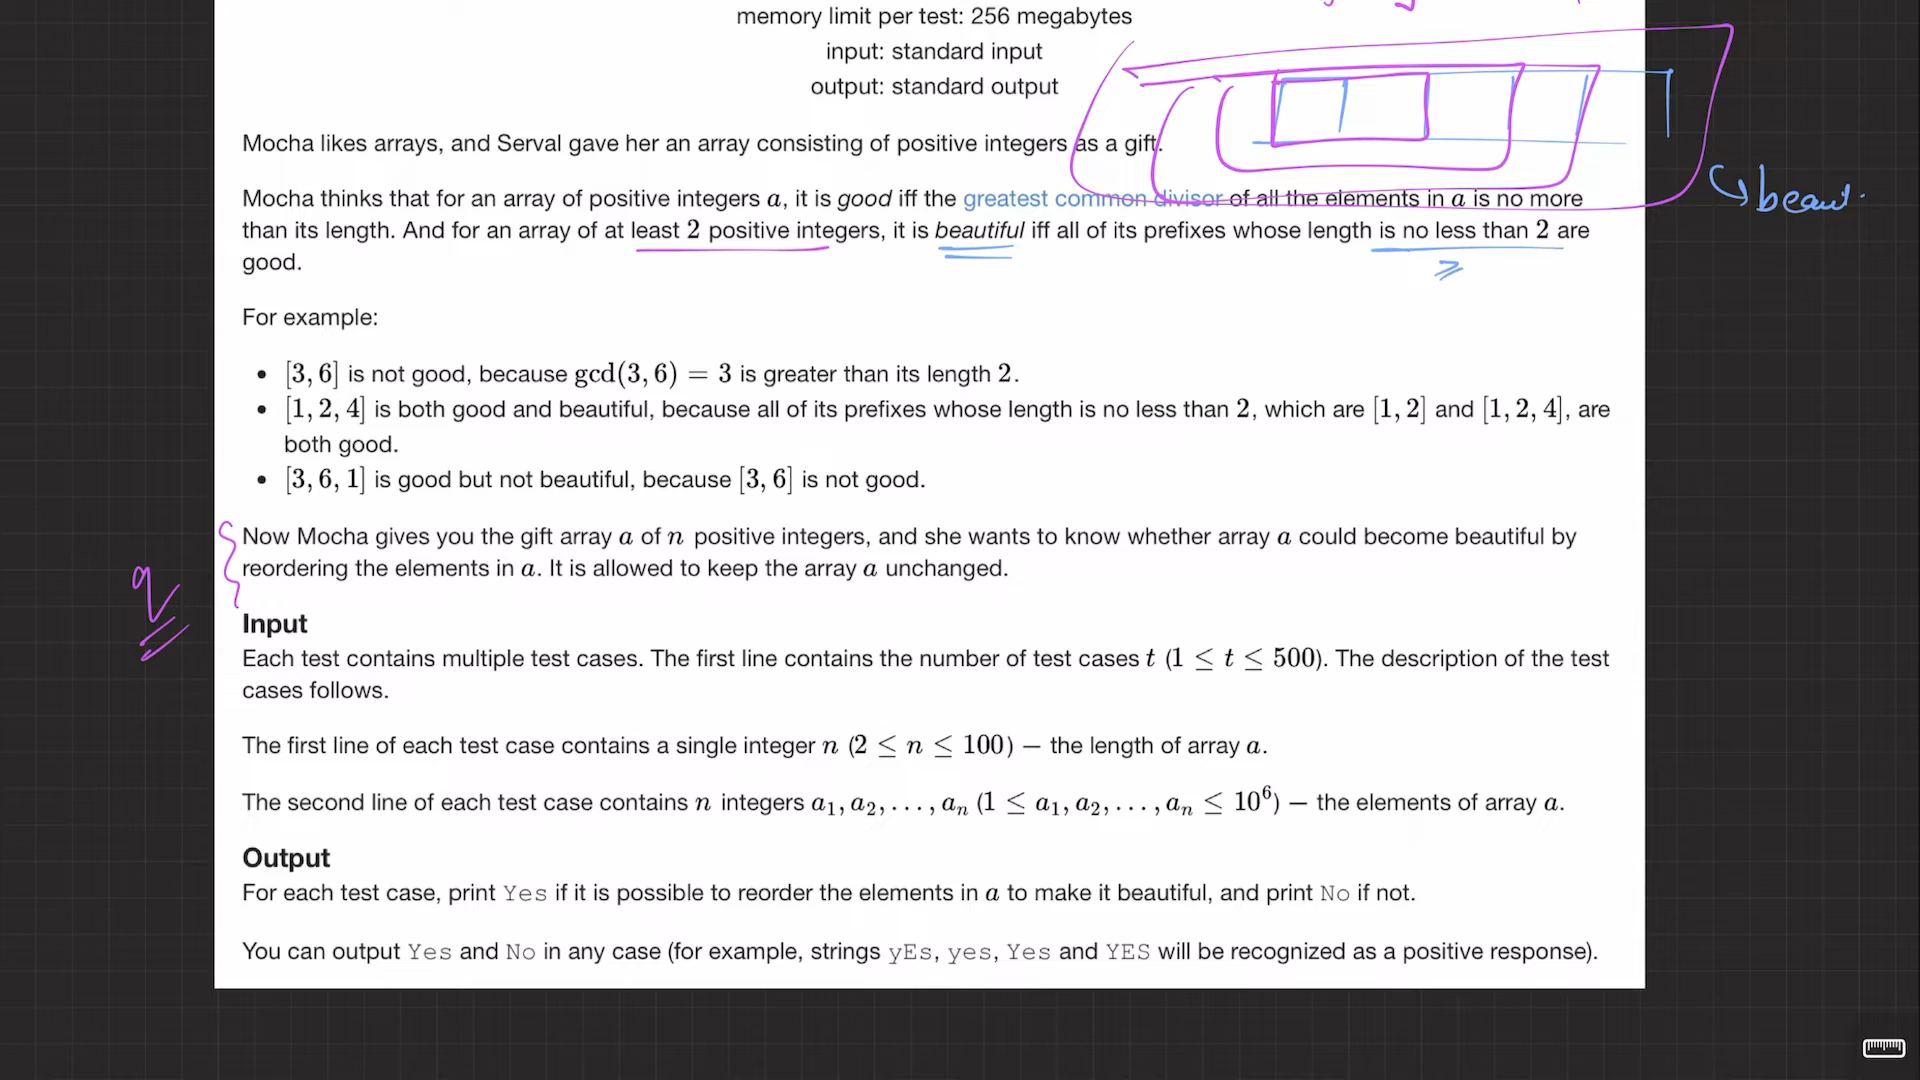 memory limit per test: 256 megabytes
input: standard input
output: standard output
Mocha likes arrays, and Serval gave her an array consisting of positive integers as a gift.
Mocha thinks that for an array of positive integers a, it is good iff the greatest common divisor of all the elements in a is no more
than its length. And for an array of at least 2 positive integers, it is beautiful iff all of its prefixes whose length is no less than 2 are
good.
≥
beaut.
For example:
• [3, 6] is not good, because gcd(3, 6) = 3 is greater than its length 2.
• [1, 2, 4] is both good and beautiful, because all of its prefixes whose length is no less than 2, which are [1, 2] and [1, 2, 4], are
both good.
• [3, 6, 1] is good but not beautiful, because [3, 6] is not good.
Now Mocha gives you the gift array a of n positive integers, and she wants to know whether array a could become beautiful by
reordering the elements in a. It is allowed to keep the array a unchanged.
Input
Each test contains multiple test cases. The first line contains the number of test cases t (1 ≤ t ≤ 500). The description of the test
cases follows.
The first line of each test case contains a single integer n (2 ≤ n ≤ 100) — the length of array a.
The second line of each test case contains n integers a₁, a₂, . . . , aₙ (1 ≤ a₁, a₂, . . . , aₙ ≤ 10⁶) — the elements of array a.
Output
For each test case, print Yes if it is possible to reorder the elements in a to make it beautiful, and print No if not.
You can output Yes and No in any case (for example, strings yEs, yes, Yes and YES will be recognized as a positive response).